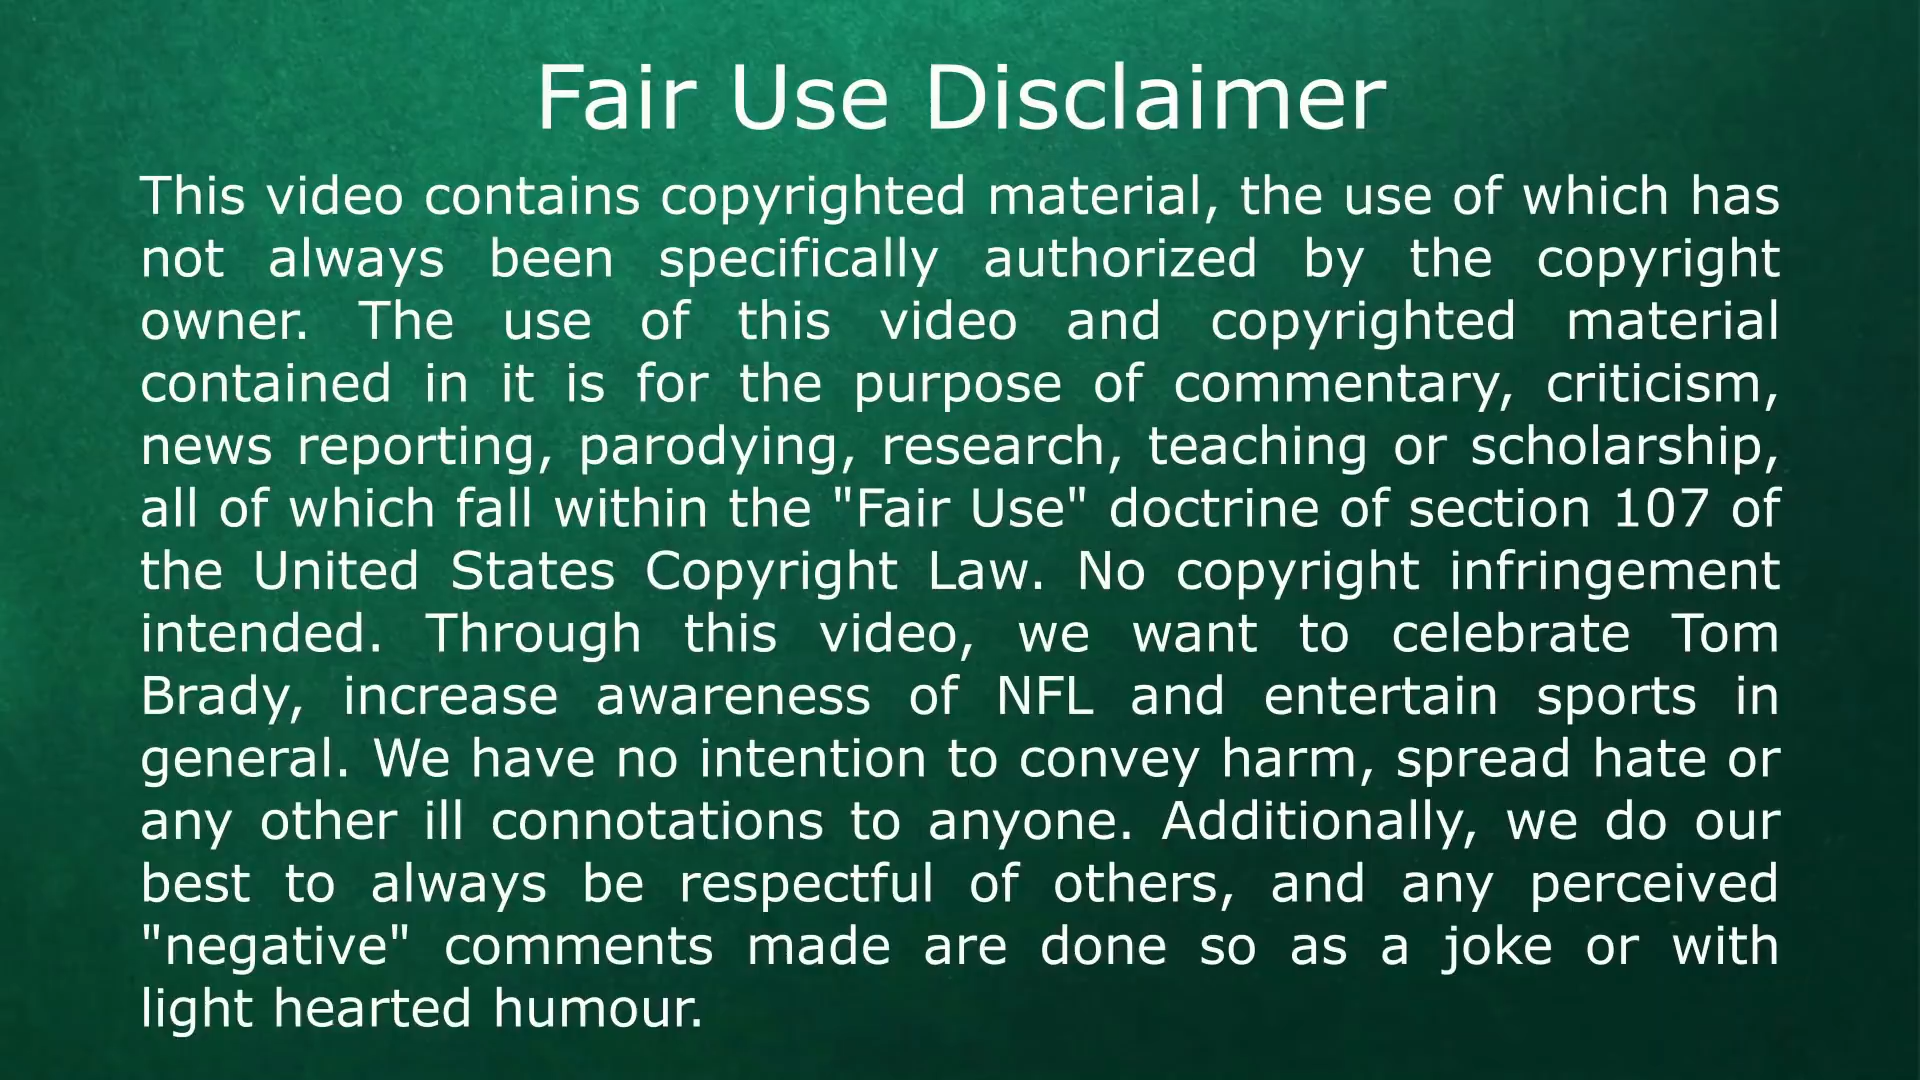 Fair Use Disclaimer
This video contains copyrighted material, the use of which has
not always been specifically authorized by the copyright
owner. The use of this video and copyrighted material
contained in it is for the purpose of commentary, criticism,
news reporting, parodying, research, teaching or scholarship,
all of which fall within the "Fair Use" doctrine of section 107 of
the United States Copyright Law. No copyright infringement
intended. Through this video, we want to celebrate Tom
Brady, increase awareness of NFL and entertain sports in
general. We have no intention to convey harm, spread hate or
any other ill connotations to anyone. Additionally, we do our
best to always be respectful of others, and any perceived
"negative" comments made are done so as a joke or with
light hearted humour.